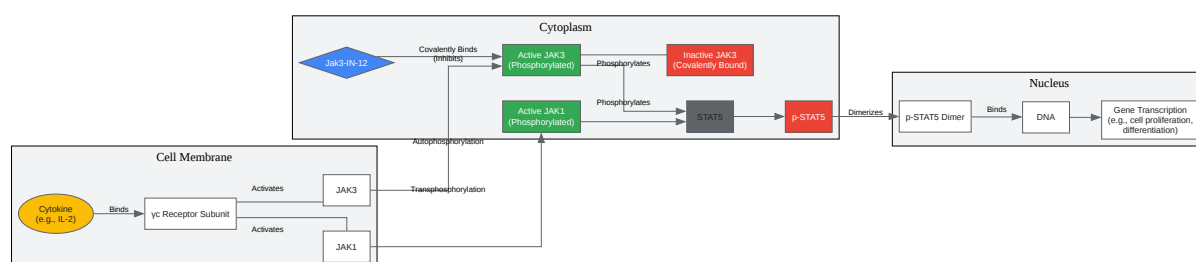 Cytoplasm
Jak3-IN-12
Covalently Binds
(Inhibits)
Active JAK3
(Phosphorylated)
Phosphorylates
Inactive JAK3
(Covalently Bound)
Active JAK1
(Phosphorylated)
Phosphorylates
STAT5
p-STAT5
Dimerizes
Nucleus
p-STAT5 Dimer
Binds
DNA
Gene Transcription
(e.g., cell proliferation,
differentiation)
Autophosphorylation
Cell Membrane
Cytokine
(e.g., IL-2)
Binds
γc Receptor Subunit
Activates
Activates
JAK3
JAK1
Transphosphorylation